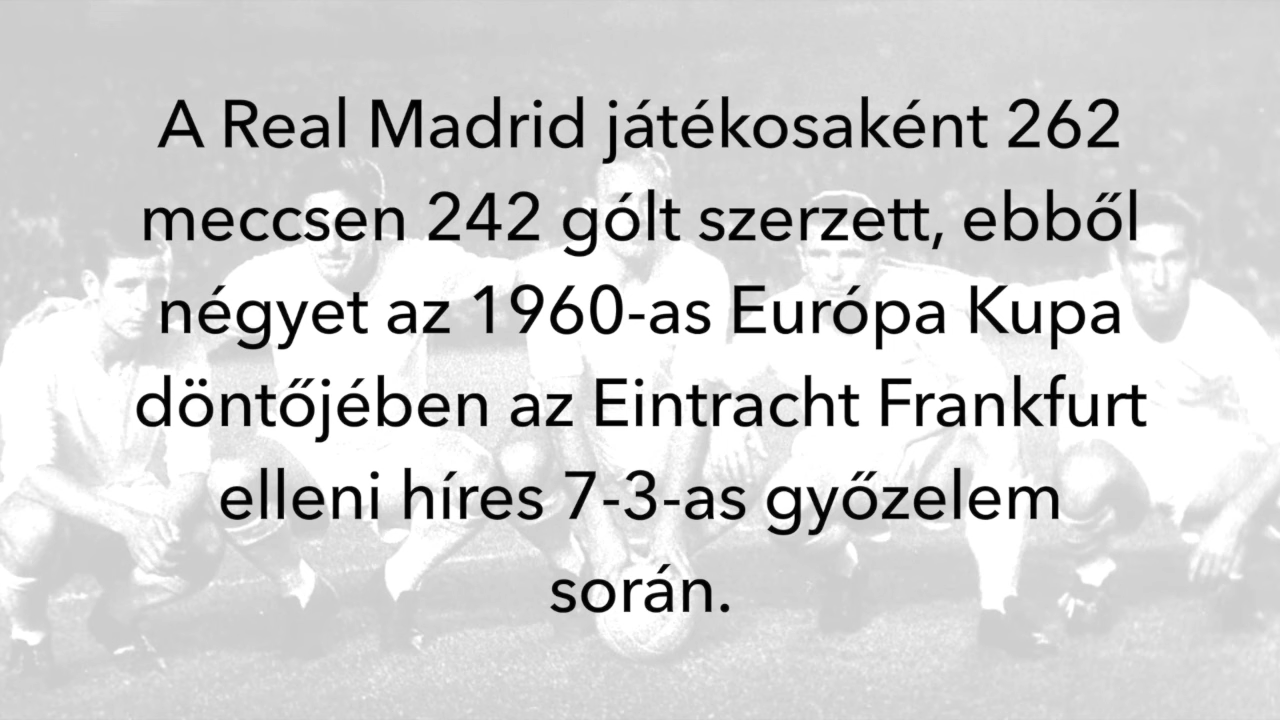 A Real Madrid játékosaként 262
meccsen 242 gólt szerzett, ebből
négyet az 1960-as Európa Kupa
döntőjében az Eintracht Frankfurt
elleni híres 7-3-as győzelem
során.